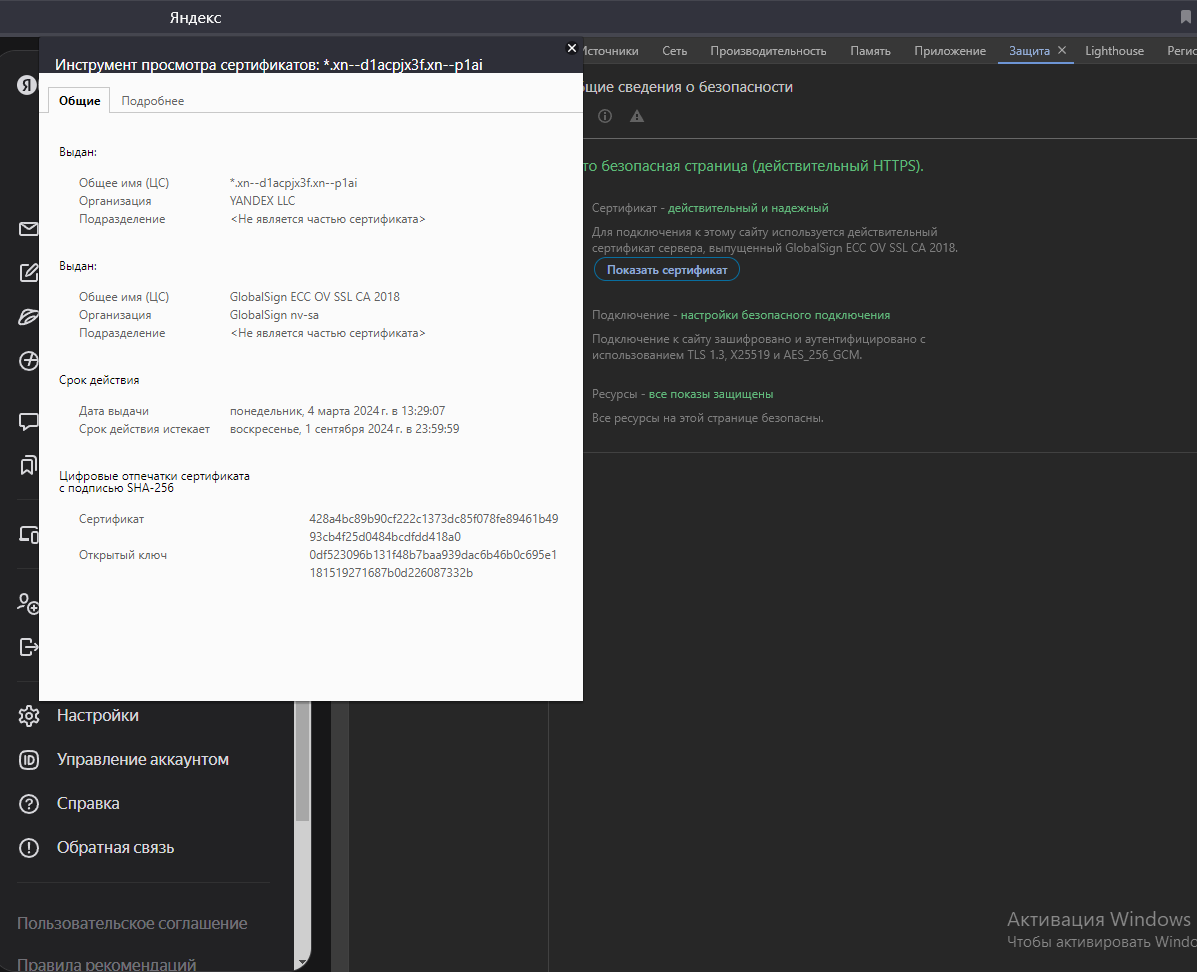 Яндекс
Инструмент просмотра сертификатов: *.xn--d1acpjx3f.xn--p1ai
Общие Подробнее
Выдан:
Общее имя (ЦС) *.xn--d1acpjx3f.xn--p1ai
Организация YANDEX LLC
Подразделение <Не является частью сертификата>
Выдан:
Общее имя (ЦС) GlobalSign ECC OV SSL CA 2018
Организация GlobalSign nv-sa
Подразделение <Не является частью сертификата>
Срок действия
Дата выдачи понедельник, 4 марта 2024 г. в 13:29:07
Срок действия истекает воскресенье, 1 сентября 2024 г. в 23:59:59
Цифровые отпечатки сертификата
с подписью SHA-256
Сертификат 428a4bc89b90cf222c1373dc85f078fe89461b49
93cb4f25d0484bcdfdd418a0
Открытый ключ 0df523096b131f48b7baa939dac6b46b0c695e1
181519271687b0d226087332b
Источники Сеть Производительность Память Приложение Защита Lighthouse Регис
щие сведения о безопасности
то безопасная страница (действительный HTTPS).
Сертификат - действительный и надежный
Для подключения к этому сайту используется действительный
сертификат сервера, выпущенный GlobalSign ECC OV SSL CA 2018.
Показать сертификат
Подключение - настройки безопасного подключения
Подключение к сайту зашифровано и аутентифицировано с
использованием TLS 1.3, X25519 и AES_256_GCM.
Ресурсы - все показы защищены
Все ресурсы на этой странице безопасны.
Я
Настройки
ID Управление аккаунтом
Справка
Обратная связь
Пользовательское соглашение
Правила рекомендаций
Активация Windows
Чтобы активировать Windo